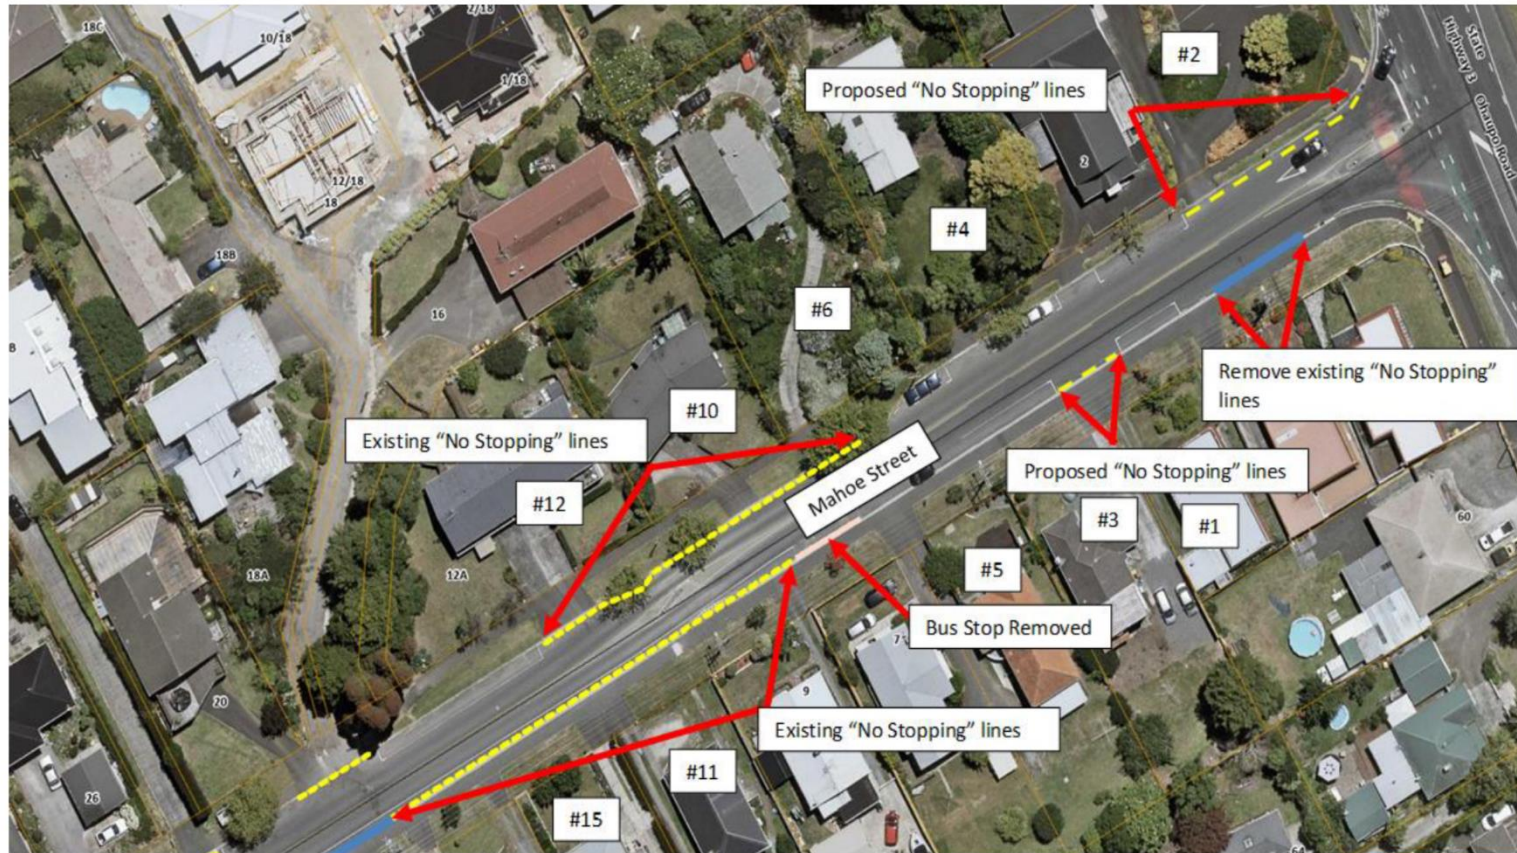 18C
10/18
2/18
1/18
#2
State
Highway 3
Ohaupo Road
Proposed “No Stopping” lines
12/18
18
2
#4
18B
16
#6
Remove existing “No Stopping”
lines
#10
Existing “No Stopping” lines
Mahoe Street
Proposed “No Stopping” lines
#12
#3
#1
60
18A
12A
#5
Bus Stop Removed
7
9
20
Existing “No Stopping” lines
#11
26
#15
64